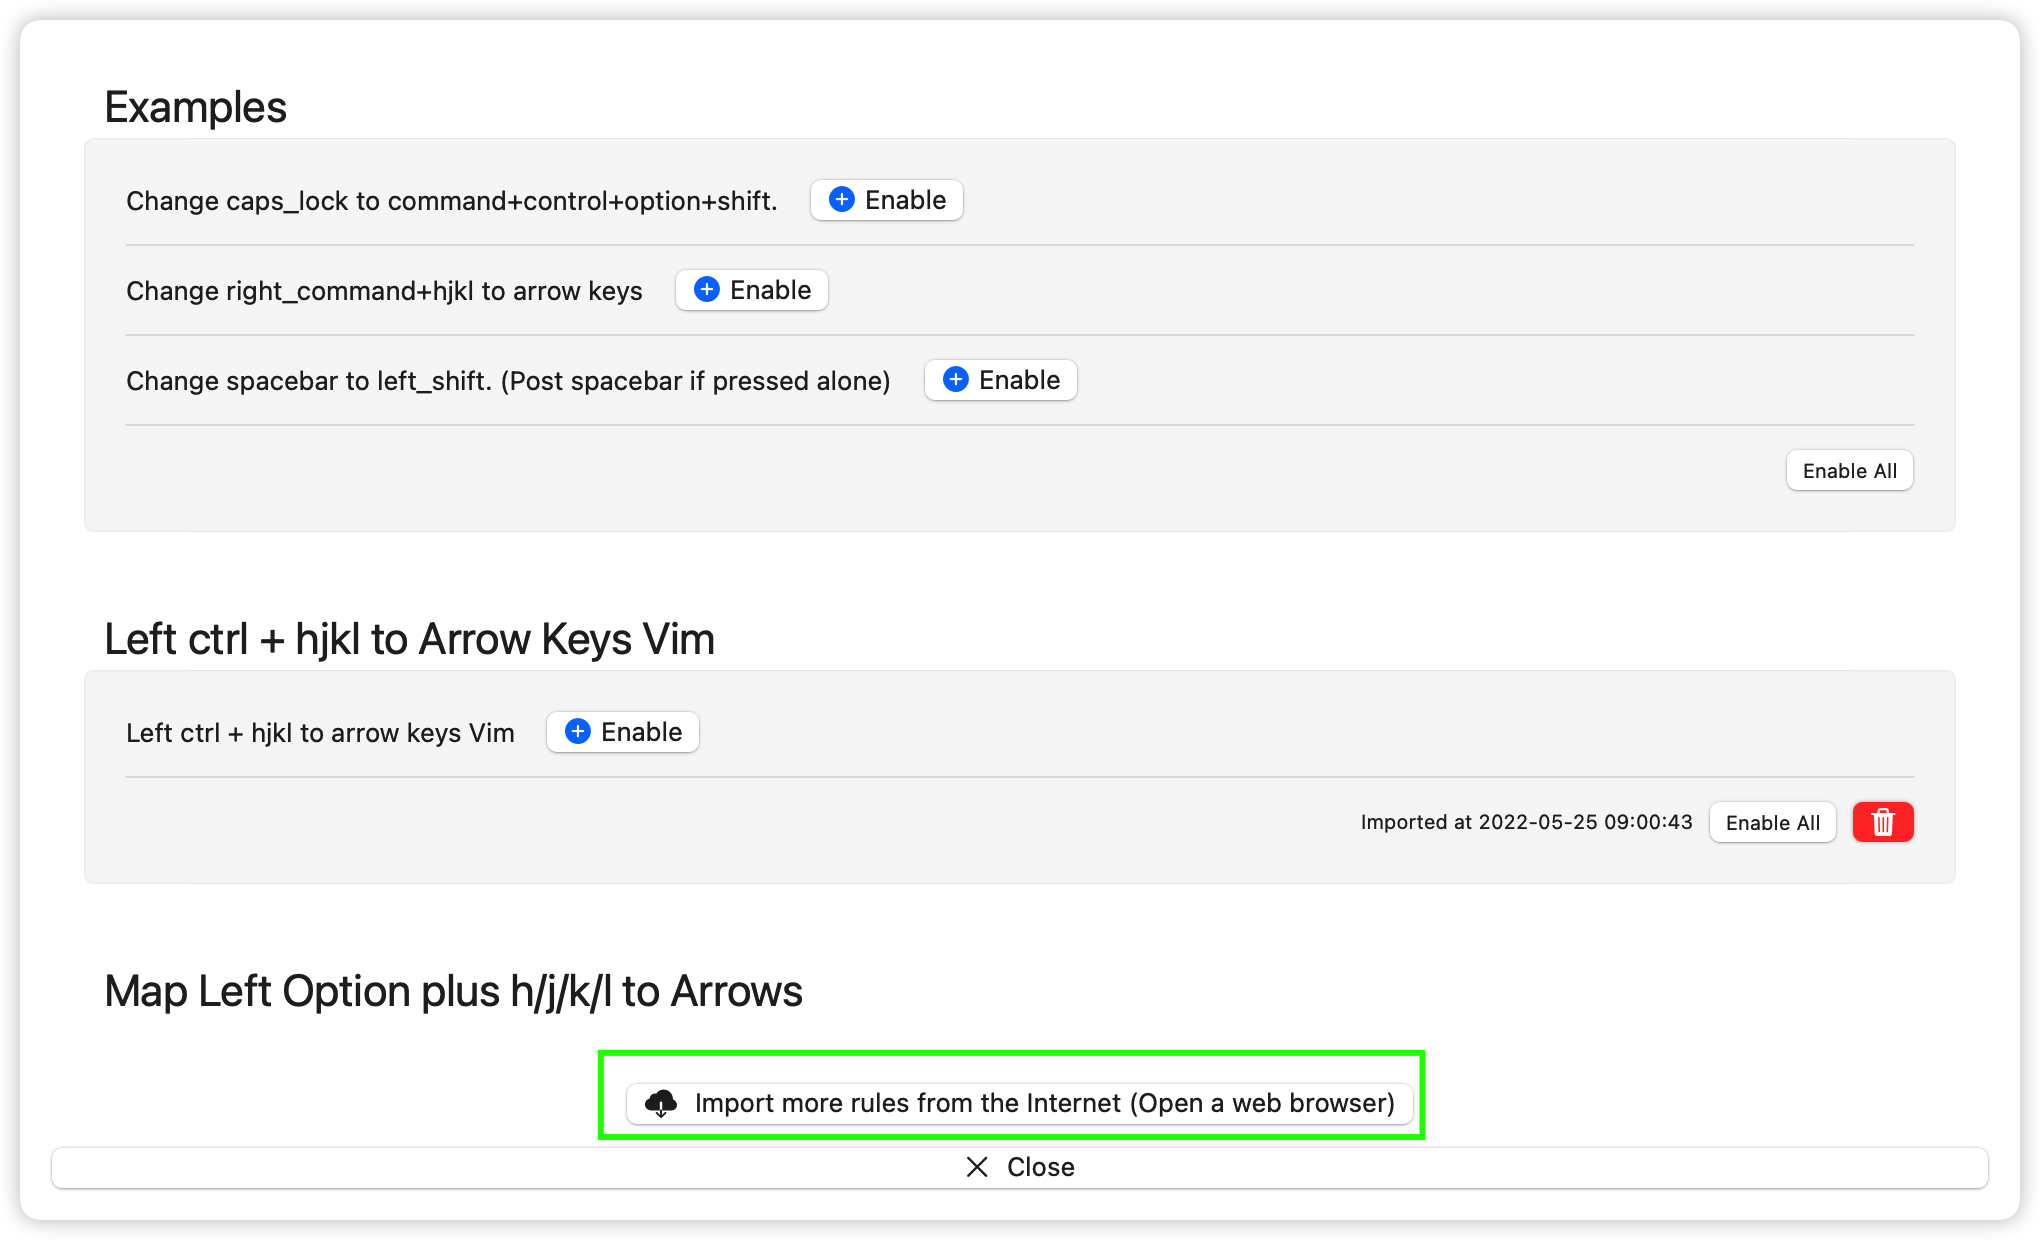 Examples
Change caps_lock to command+control+option+shift. Enable
Change right_command+hjkl to arrow keys Enable
Change spacebar to left_shift. (Post spacebar if pressed alone) Enable
Enable All
Left ctrl + hjkl to Arrow Keys Vim
Left ctrl + hjkl to arrow keys Vim Enable
Imported at 2022-05-25 09:00:43 Enable All
Map Left Option plus h/j/k/l to Arrows
Import more rules from the Internet (Open a web browser)
Close